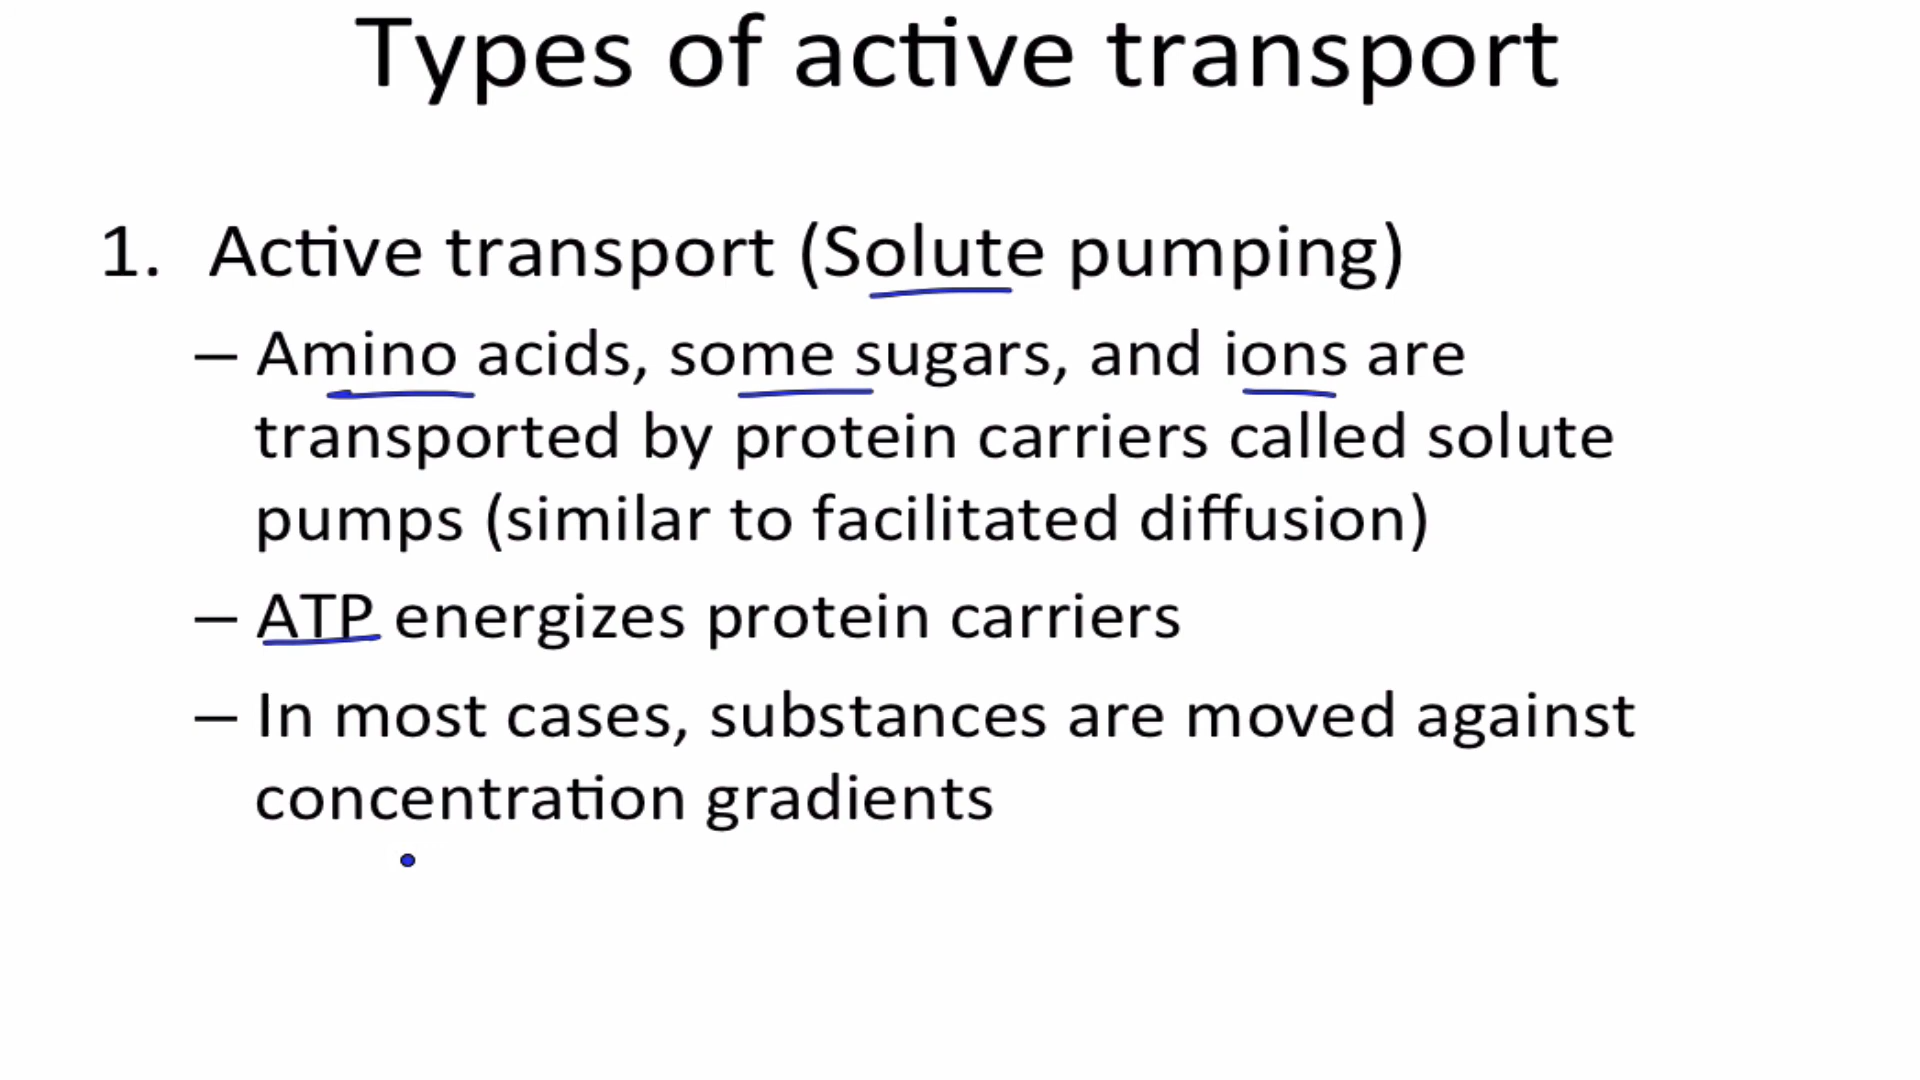 Types of active transport
1. Active transport (Solute pumping)
– Amino acids, some sugars, and ions are
transported by protein carriers called solute
pumps (similar to facilitated diffusion)
– ATP energizes protein carriers
– In most cases, substances are moved against
concentration gradients